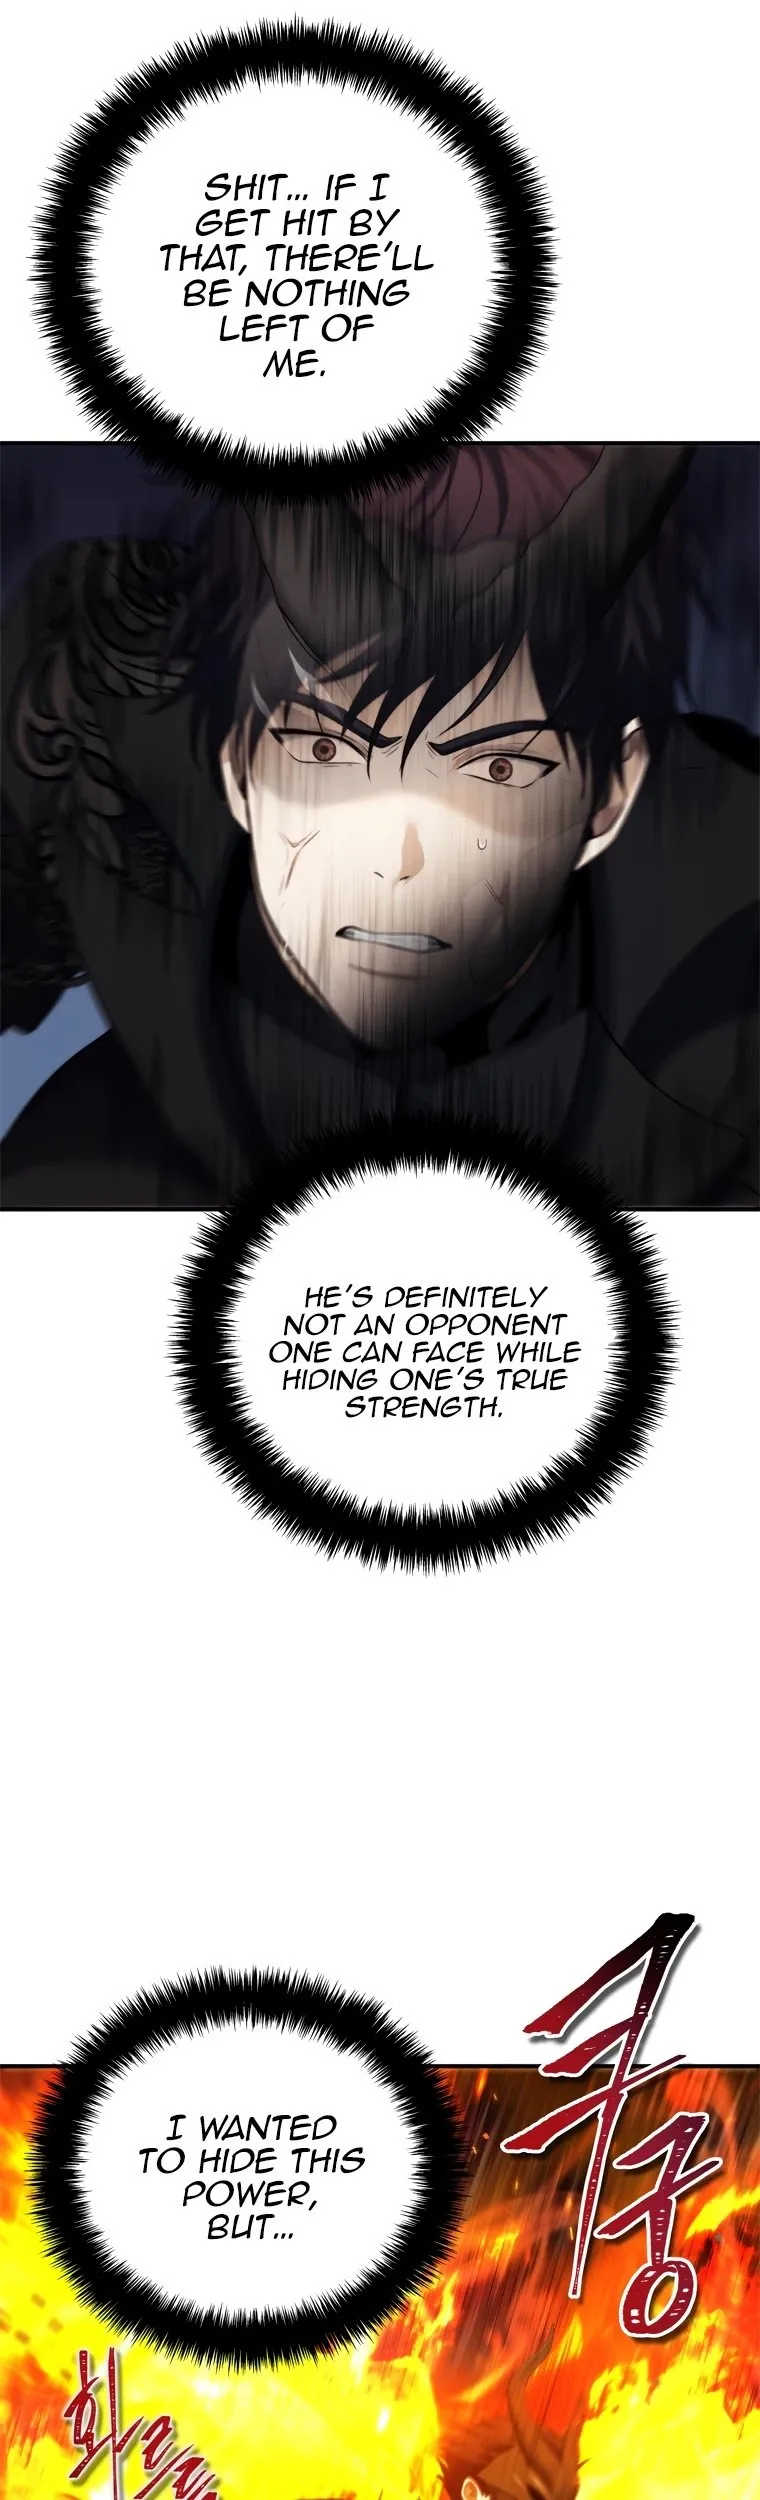 SHIT... IF I
GET HIT BY
THAT, THERE'LL
BE NOTHING
LEFT OF
ME.
HE'S DEFINITELY
NOT AN OPPONENT
ONE CAN FACE WHILE
HIDING ONE'S TRUE
STRENGTH.
I WANTED
TO HIDE THIS
POWER,
BUT...